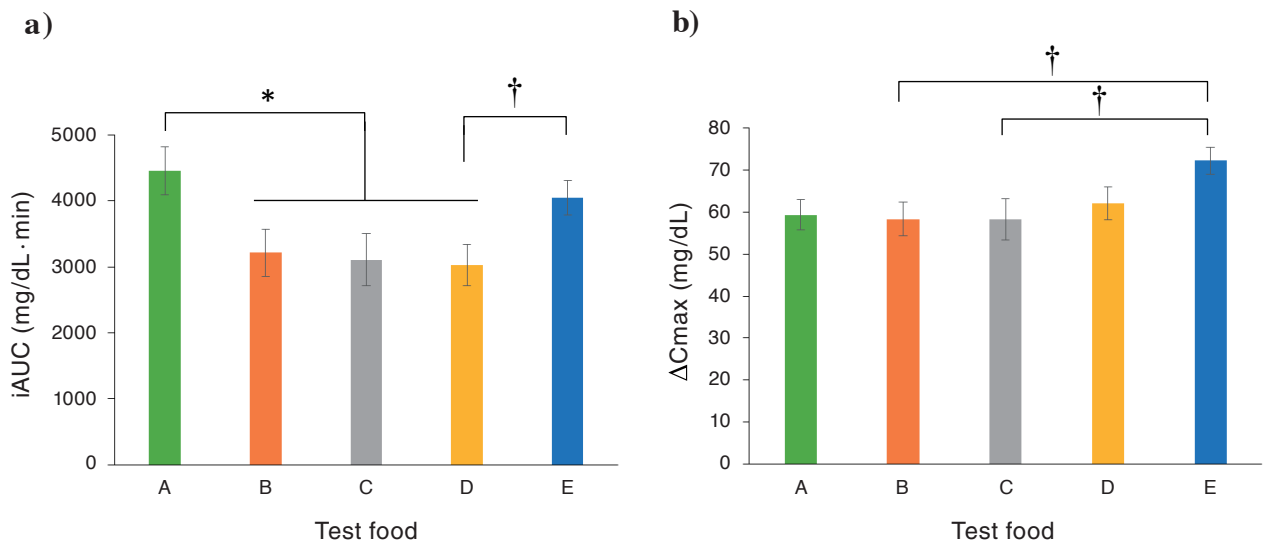 a)
*
†
5000
4000
3000
2000
1000
0
iAUC (mg/dL・min)
A B C D E
Test food
b)
†
†
80
70
60
50
40
30
20
10
0
ΔCmax (mg/dL)
A B C D E
Test food